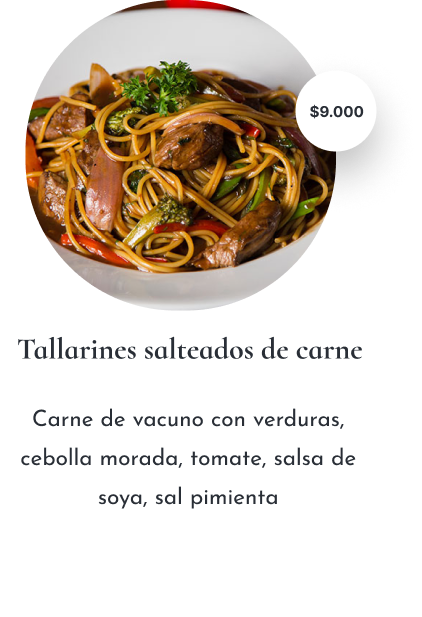 $9.000
Tallarines salteados de carne
Carne de vacuno con verduras,
cebolla morada, tomate, salsa de
soya, sal pimienta